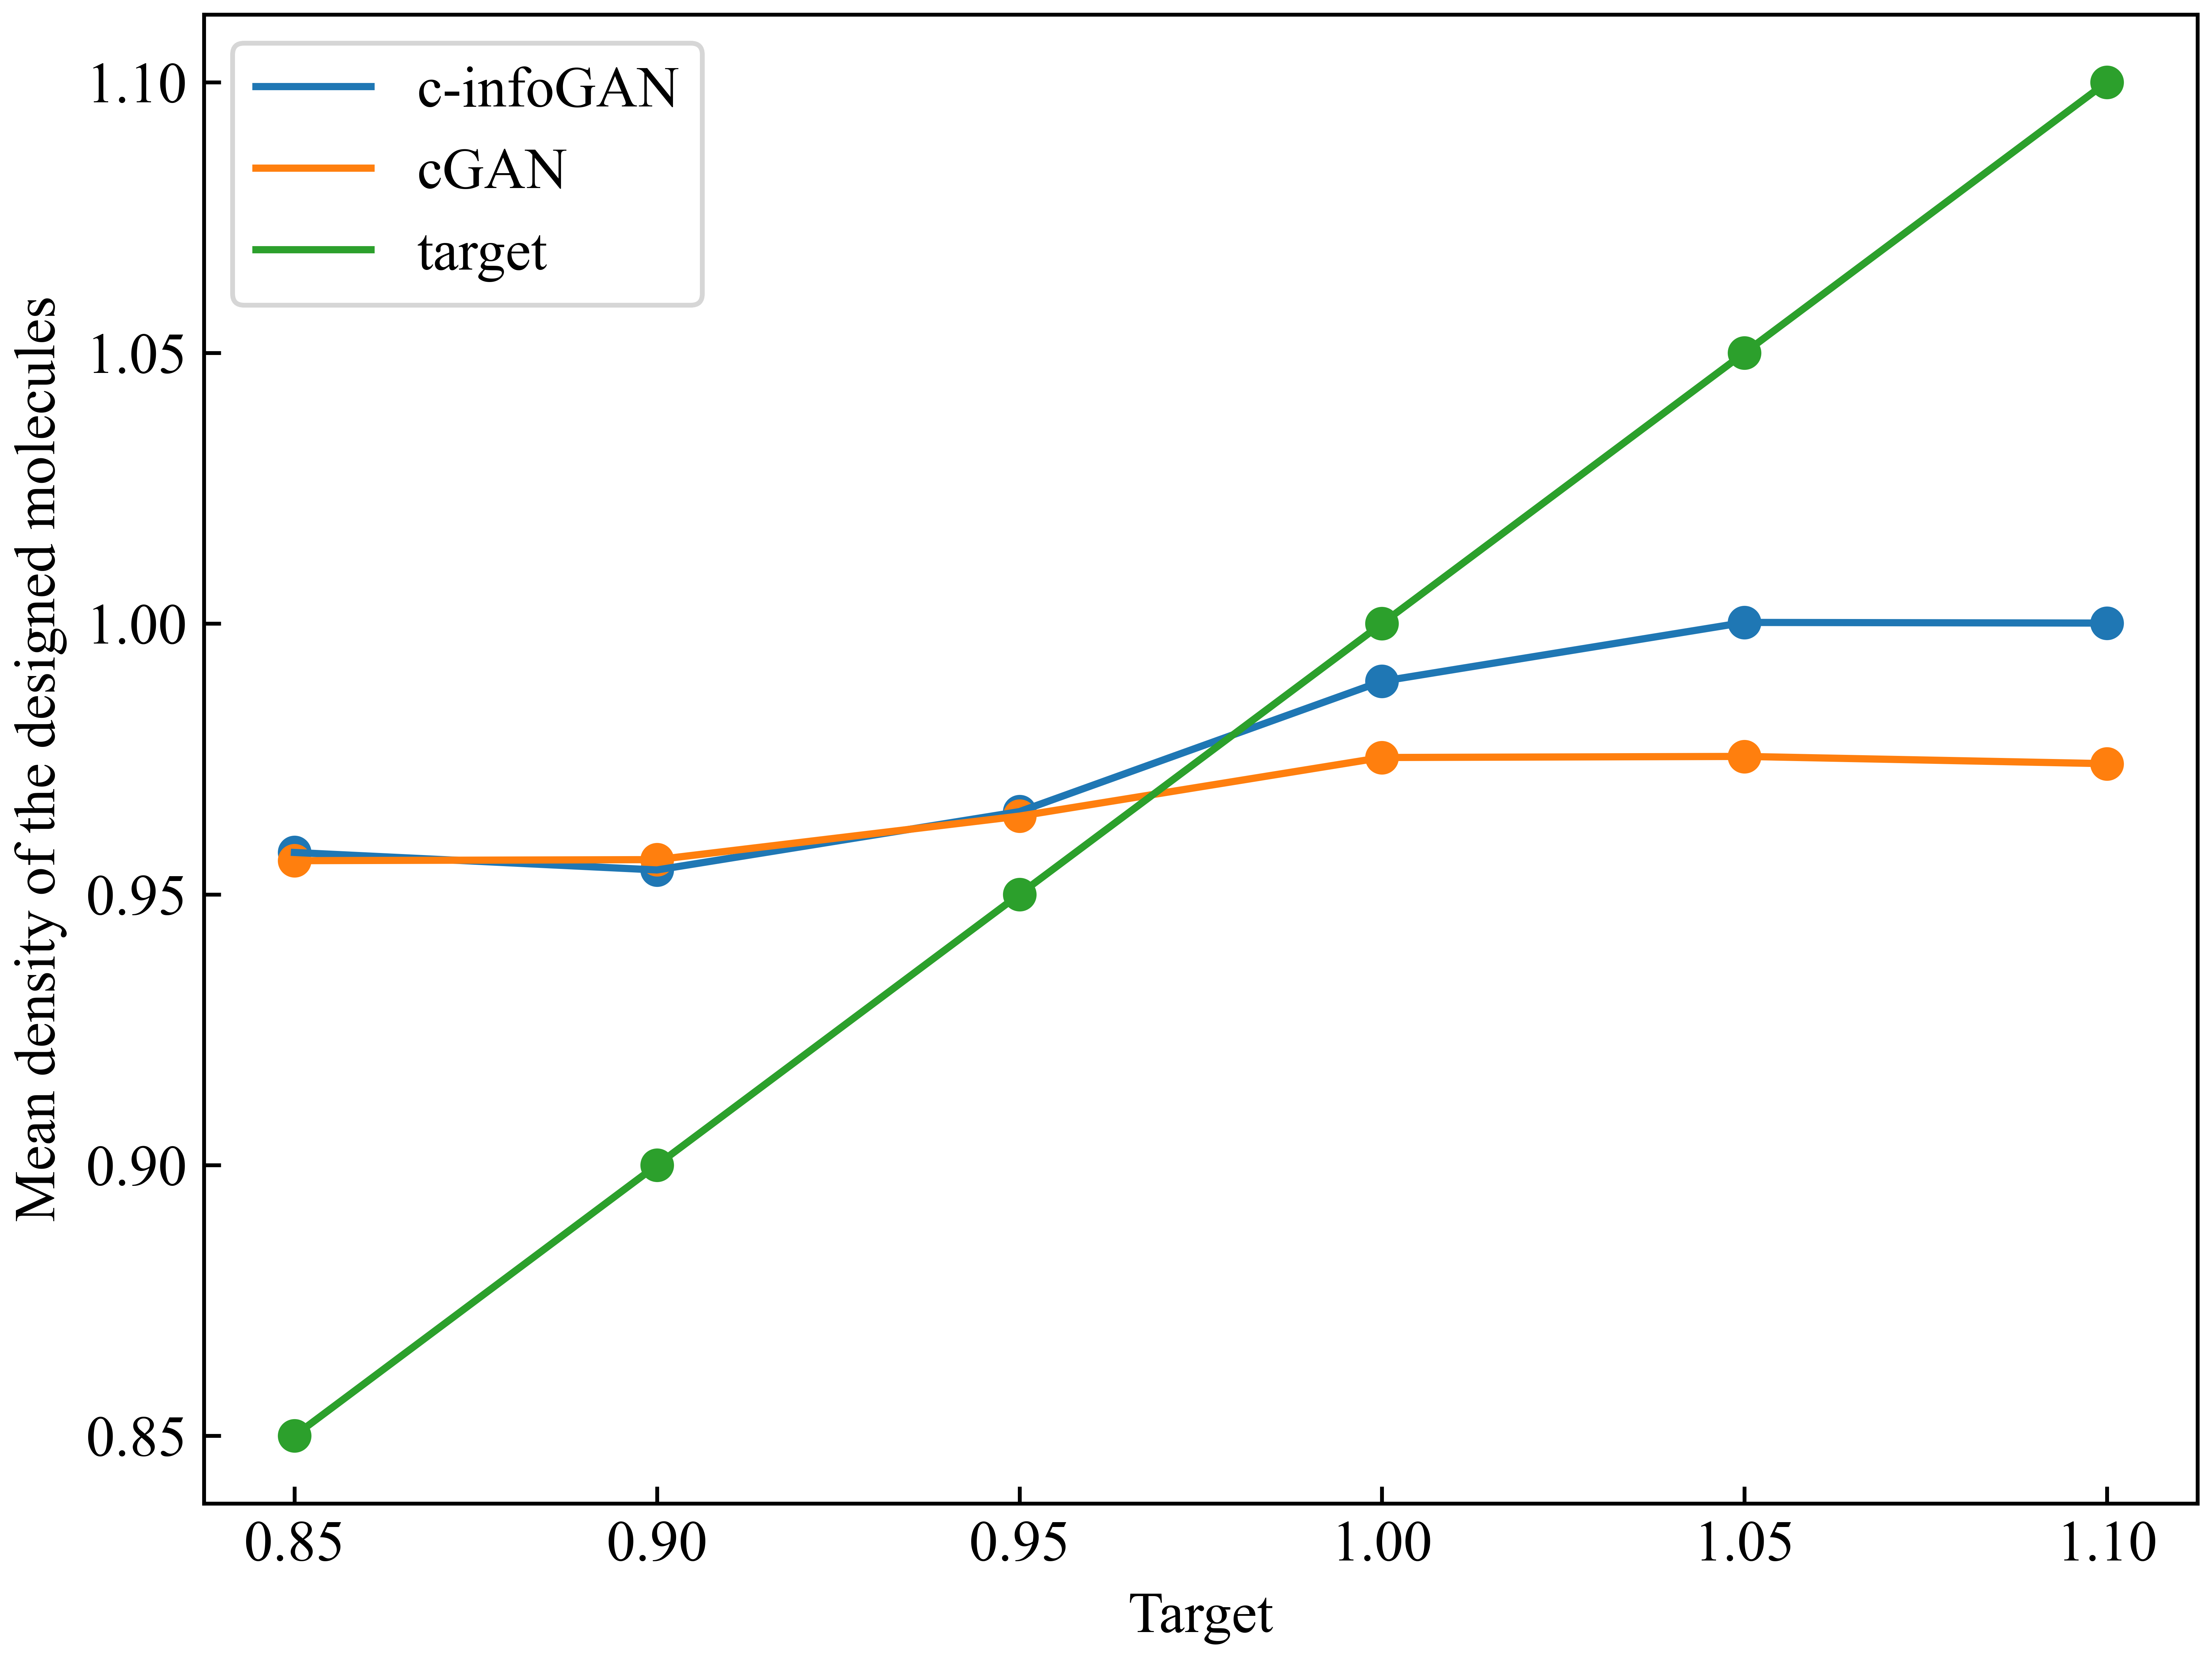 c-infoGAN
cGAN
target
Mean density of the designed molecules
1.10
1.05
1.00
0.95
0.90
0.85
0.85 0.90 0.95 1.00 1.05 1.10
Target